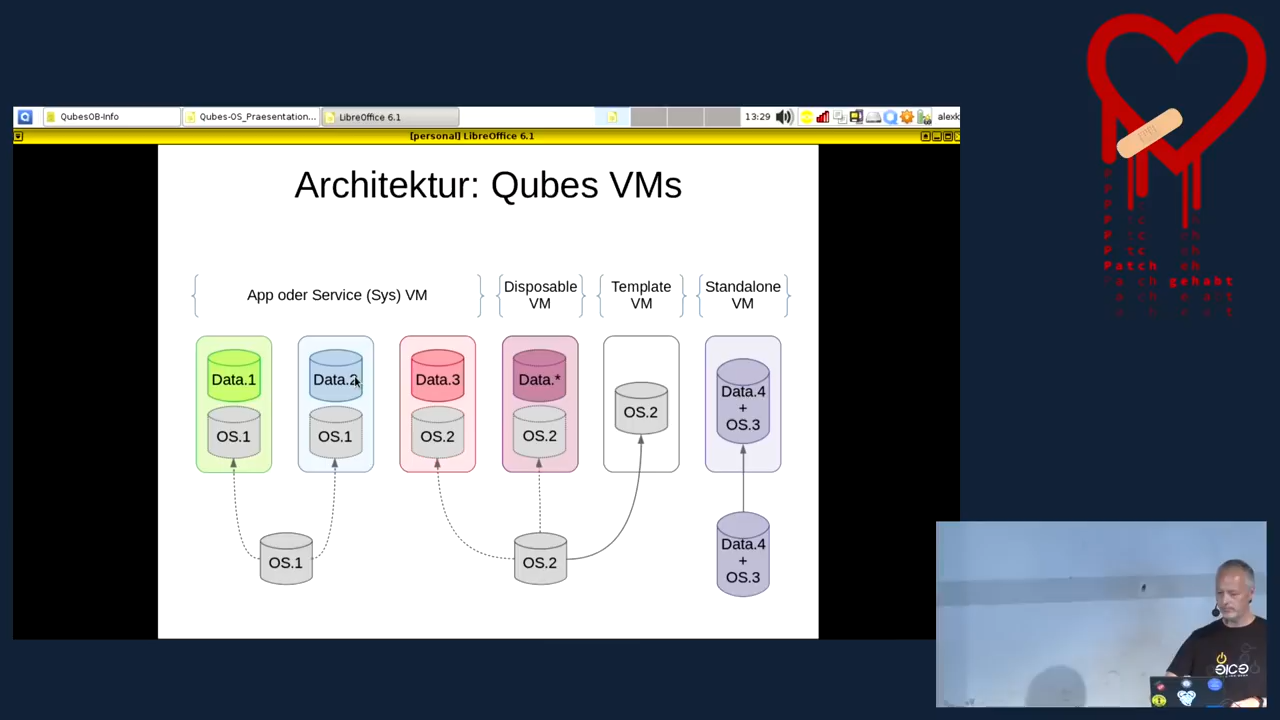 QubesOB-Info
Qubes-OS_Praesentation...
LibreOffice 6.1
13:29
alexk
[personal] LibreOffice 6.1
Architektur: Qubes VMs
App oder Service (Sys) VM
Disposable
VM
Template
VM
Standalone
VM
Data.1
Data.2
Data.3
Data.*
OS.2
Data.4
+
OS.3
OS.1
OS.1
OS.2
OS.2
OS.1
OS.2
Data.4
+
OS.3
Patch eh
ach gehabt